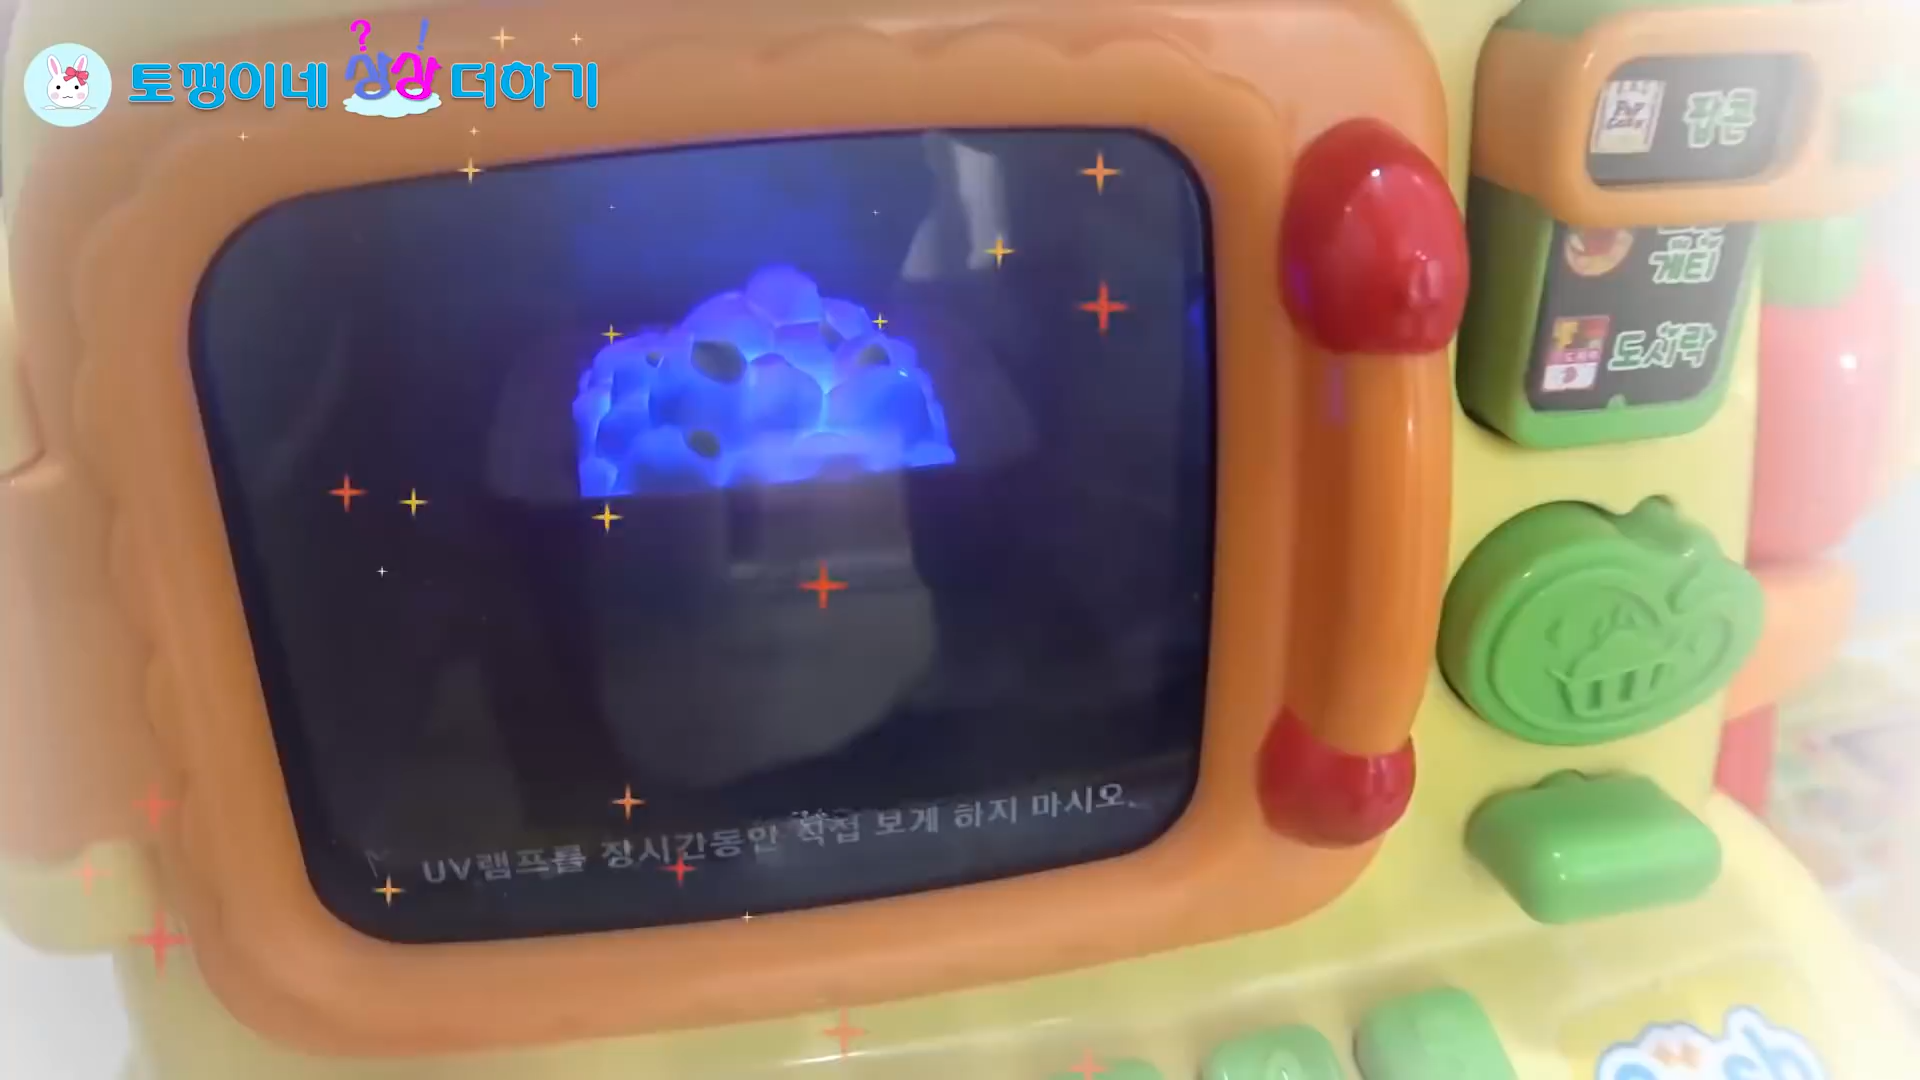 토깽이네 상상 더하기
? !
팝콘
게티
도시락
UV램프를 장시간동안 직접 보게 하지 마시오.